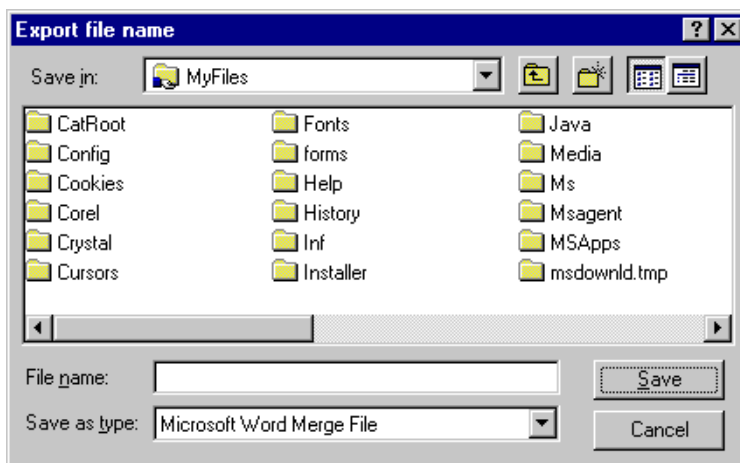 Export file name
Save in: MyFiles
CatRoot Fonts Java
Config forms Media
Cookies Help Ms
Corel History Msagent
Crystal Inf MSApps
Cursors Installer msdownld.tmp
File name: Save
Save as type: Microsoft Word Merge File Cancel